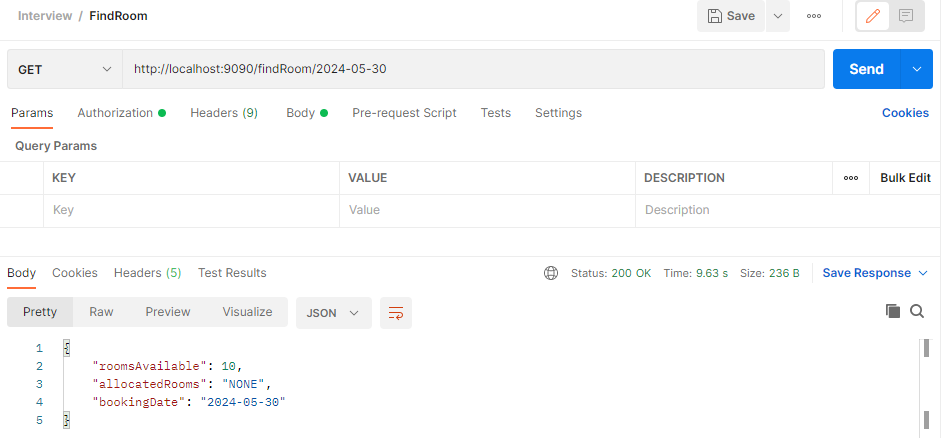 Interview / FindRoom
Save
GET http://localhost:9090/findRoom/2024-05-30 Send
Params Authorization Headers (9) Body Pre-request Script Tests Settings Cookies
Query Params
KEY VALUE DESCRIPTION Bulk Edit
Key Value Description
Body Cookies Headers (5) Test Results Status: 200 OK Time: 9.63 s Size: 236 B Save Response
Pretty Raw Preview Visualize JSON
1 {
2 "roomsAvailable": 10,
3 "allocatedRooms": "NONE",
4 "bookingDate": "2024-05-30"
5 }